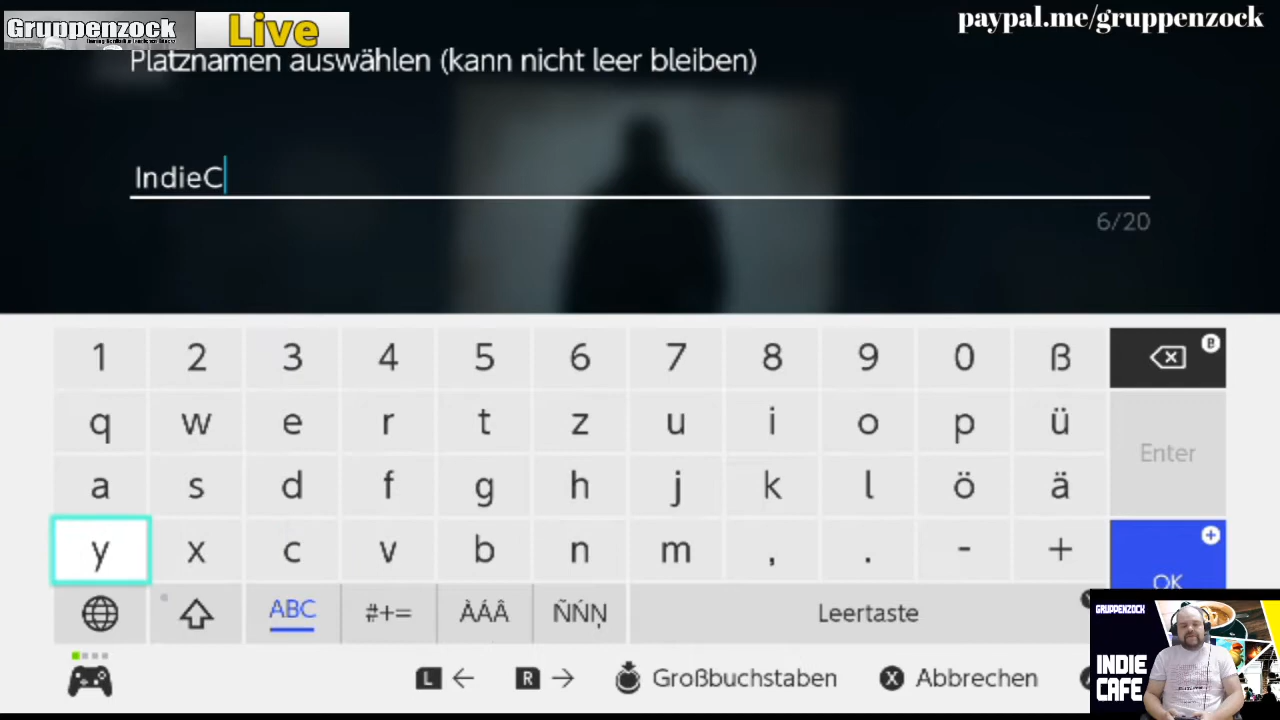 Gruppenzock
Live
paypal.me/gruppenzock
Platznamen auswählen (kann nicht leer bleiben)
IndieC
6/20
1 2 3 4 5 6 7 8 9 0 ß B
q w e r t z u i o p ü
Enter
a s d f g h j k l ö ä
y x c v b n m , . - +
OK
ABC #+= ÀÁÂ ÑŃŅ Leertaste
L ← R → Großbuchstaben X Abbrechen
GRUPPENZOCK
INDIE
CAFE